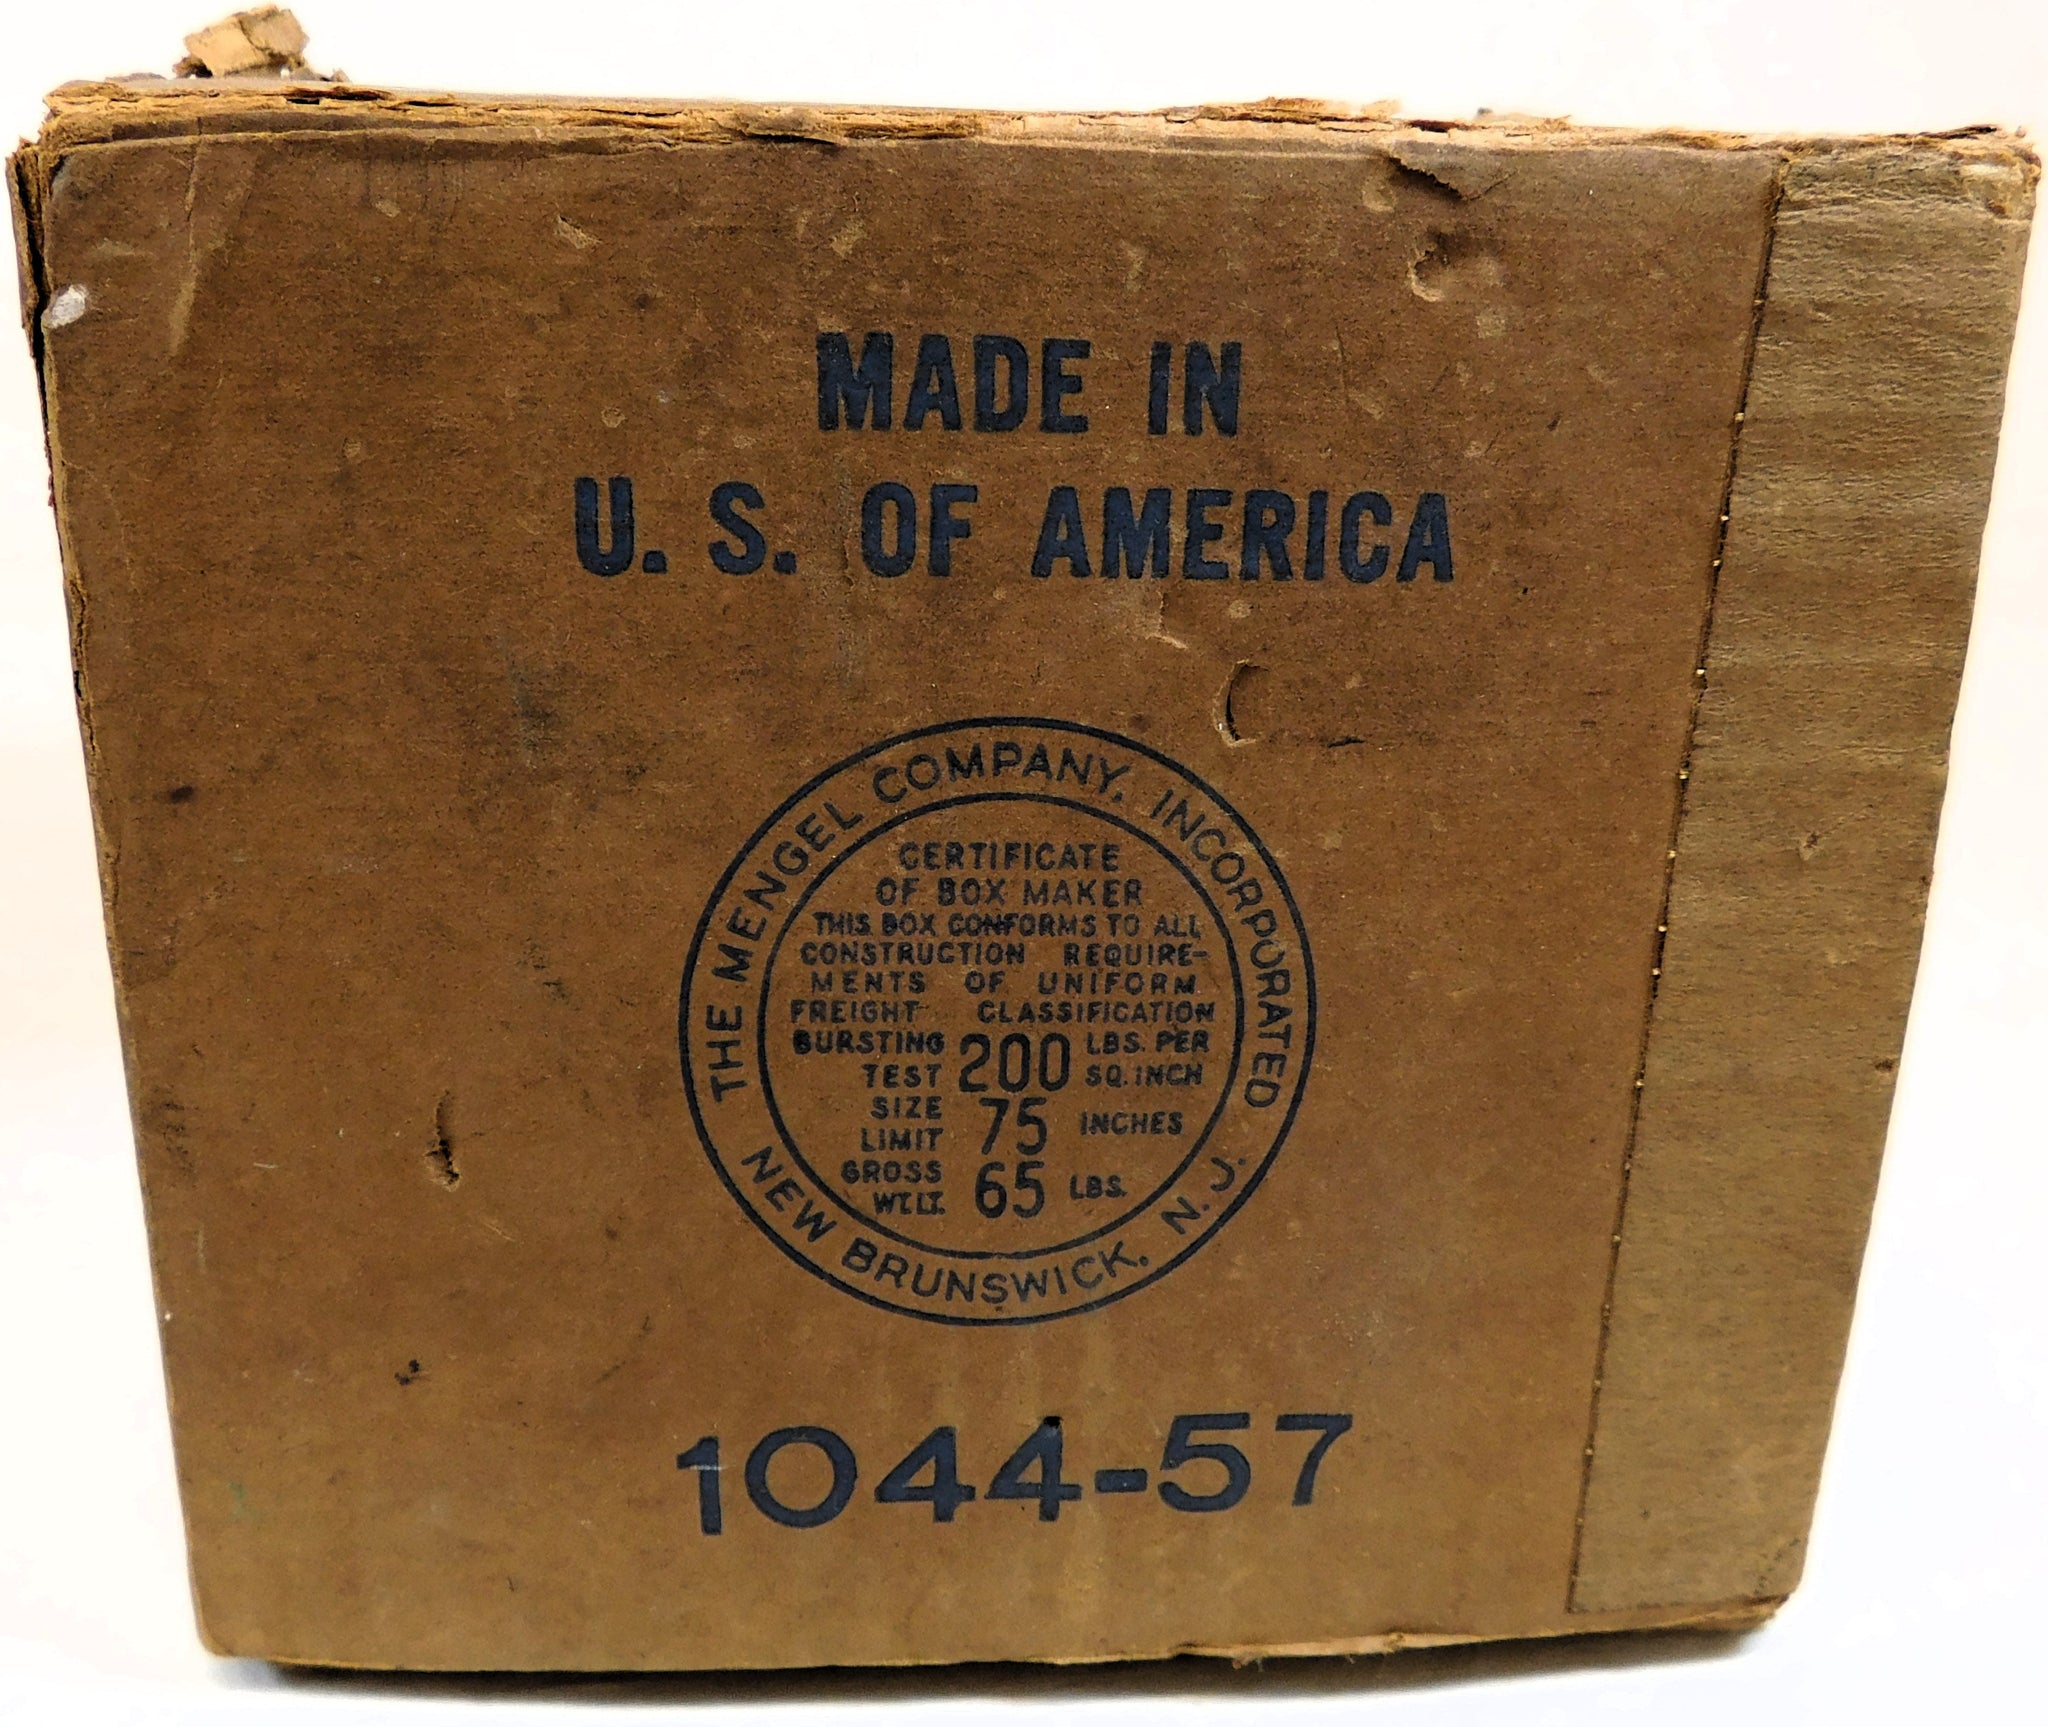 MADE IN
U. S. OF AMERICA
THE MENGEL COMPANY, INCORPORATED
CERTIFICATE
OF BOX MAKER
THIS BOX CONFORMS TO ALL
CONSTRUCTION REQUIRE-
MENTS OF UNIFORM
FREIGHT CLASSIFICATION
BURSTING TEST 200 LBS. PER SQ. INCH
SIZE LIMIT 75 INCHES
GROSS WT. LT. 65 LBS.
NEW BRUNSWICK, N. J.
1044-57